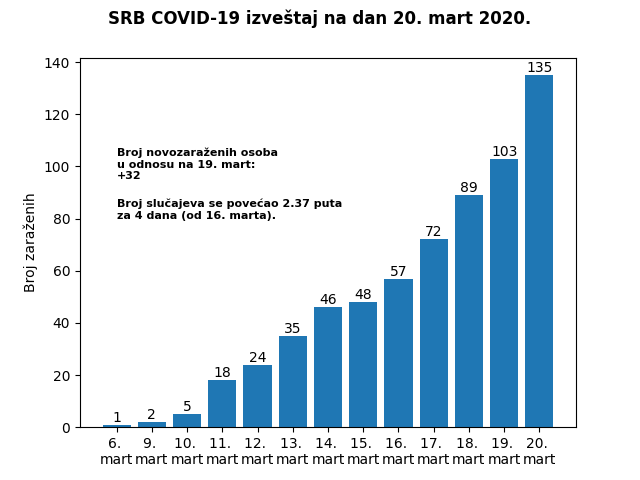 SRB COVID-19 izveštaj na dan 20. mart 2020.
Broj zaraženih
140
120
100
80
60
40
20
0
Broj novozaraženih osoba
u odnosu na 19. mart:
+32
Broj slučajeva se povećao 2.37 puta
za 4 dana (od 16. marta).
1 2 5 18 24 35 46 48 57 72 89 103 135
6. 9. 10. 11. 12. 13. 14. 15. 16. 17. 18. 19. 20.
mart mart mart mart mart mart mart mart mart mart mart mart mart